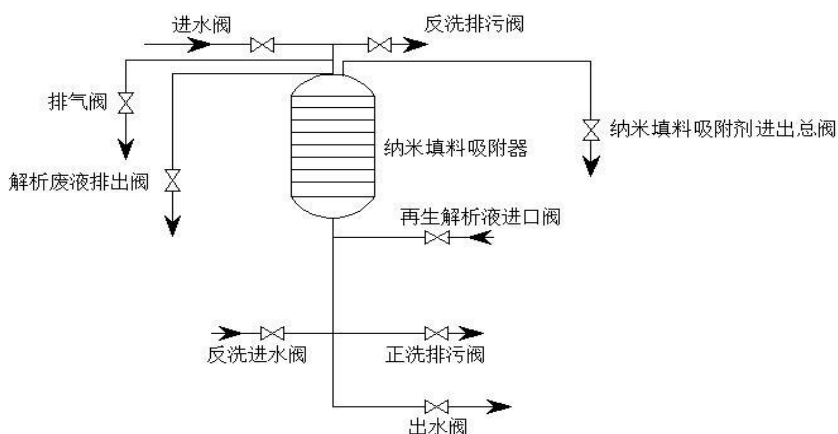 进水阀
反洗排污阀
排气阀
纳米填料吸附剂进出总阀
纳米填料吸附器
解析废液排出阀
再生解析液进口阀
反洗进水阀
正洗排污阀
出水阀